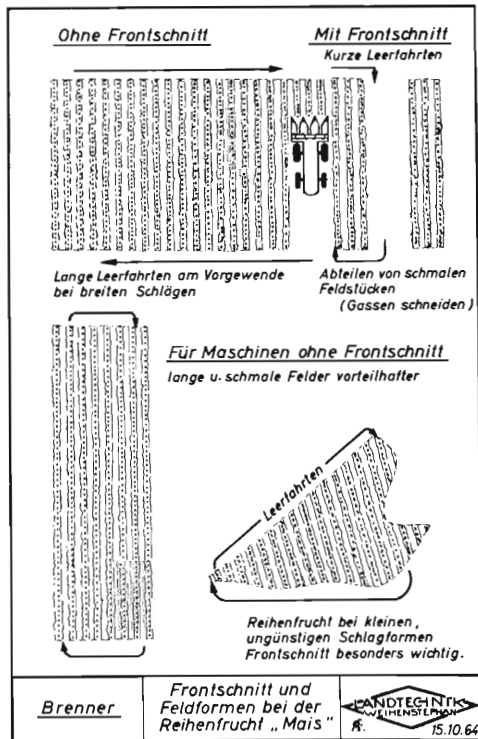 Ohne Frontschnitt
Mit Frontschnitt
Kurze Leerfahrten
Lange Leerfahrten am Vorgewende
bei breiten Schlägen
Abteilen von schmalen
Feldstücken
(Gassen schneiden)
Für Maschinen ohne Frontschnitt
lange u. schmale Felder vorteilhafter
Leerfahrten
Reihenfrucht bei kleinen,
ungünstigen Schlagformen
Frontschnitt besonders wichtig.
Brenner
Frontschnitt und
Feldformen bei der
Reihenfrucht „Mais"
LANDTECHNIK
WEIHENSTEPHAN
15.10.64